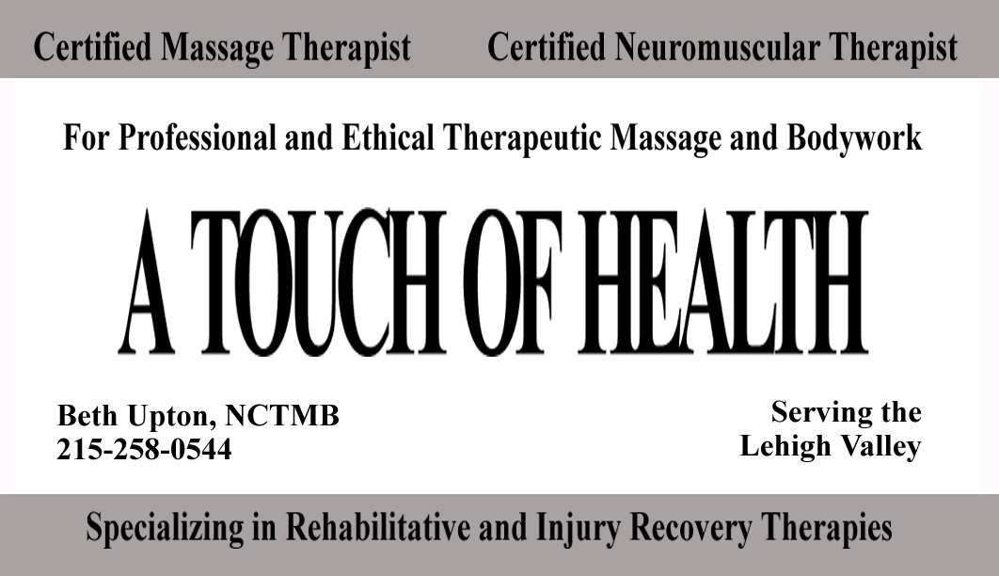 Certified Massage Therapist Certified Neuromuscular Therapist
For Professional and Ethical Therapeutic Massage and Bodywork
A TOUCH OF HEALTH
Beth Upton, NCTMB
215-258-0544
Serving the
Lehigh Valley
Specializing in Rehabilitative and Injury Recovery Therapies